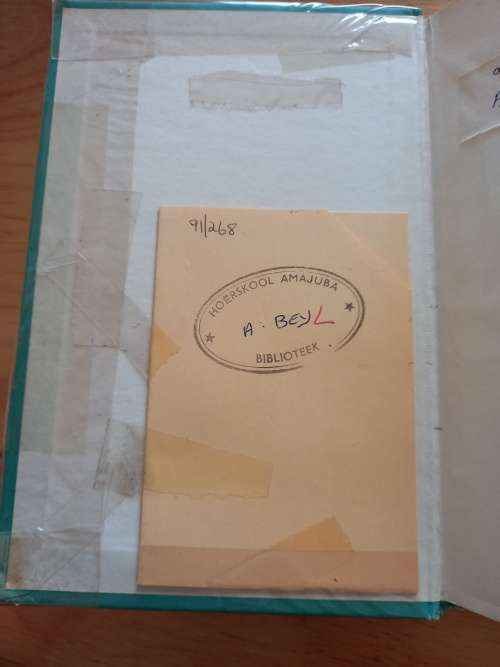 91/268
HOËRSKOOL AMAJUBA
A: BEYL
BIBLIOTEEK